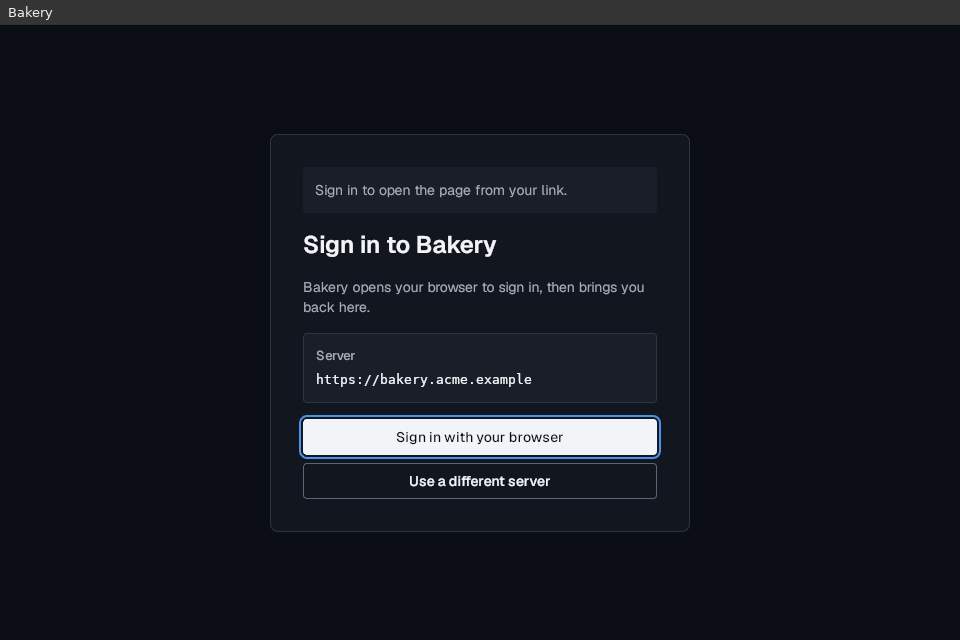 Bakery
Sign in to open the page from your link.
Sign in to Bakery
Bakery opens your browser to sign in, then brings you
back here.
Server
https://bakery.acme.example
Sign in with your browser
Use a different server